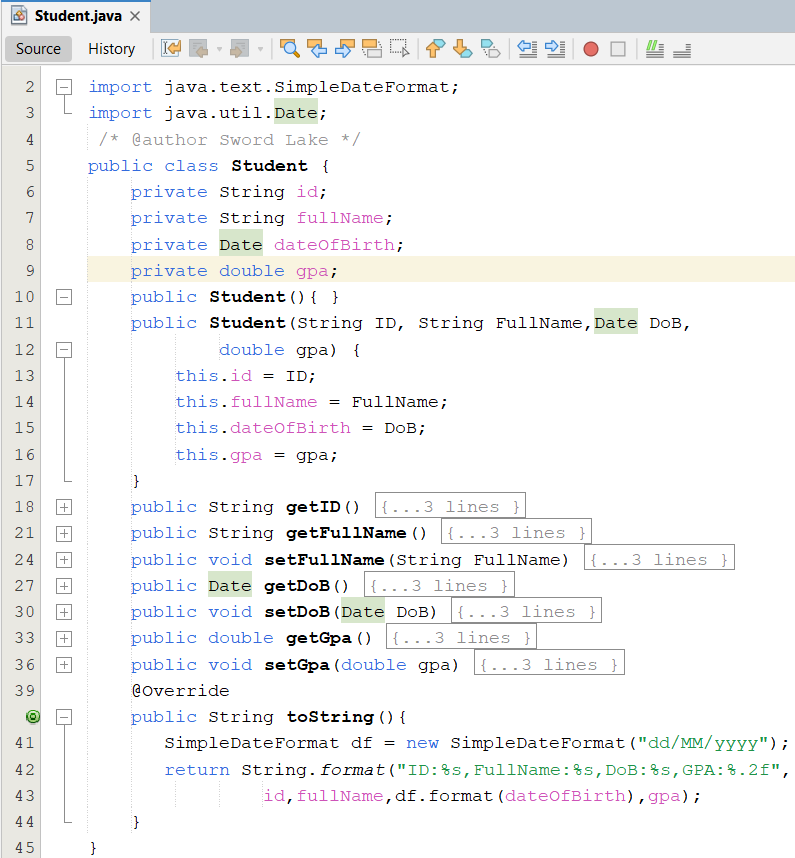 Student.java
Source History
2 import java.text.SimpleDateFormat;
3 import java.util.Date;
4 /* @author Sword Lake */
5 public class Student {
6 private String id;
7 private String fullName;
8 private Date dateOfBirth;
9 private double gpa;
10 public Student(){ }
11 public Student(String ID, String FullName,Date DoB,
12 double gpa) {
13 this.id = ID;
14 this.fullName = FullName;
15 this.dateOfBirth = DoB;
16 this.gpa = gpa;
17 }
18 public String getID() {...3 lines }
21 public String getFullName() {...3 lines }
24 public void setFullName(String FullName) {...3 lines }
27 public Date getDoB() {...3 lines }
30 public void setDoB(Date DoB) {...3 lines }
33 public double getGpa() {...3 lines }
36 public void setGpa(double gpa) {...3 lines }
39 @Override
public String toString(){
41 SimpleDateFormat df = new SimpleDateFormat("dd/MM/yyyy");
42 return String.format("ID:%s,FullName:%s,DoB:%s,GPA:%.2f",
43 id,fullName,df.format(dateOfBirth),gpa);
44 }
45 }